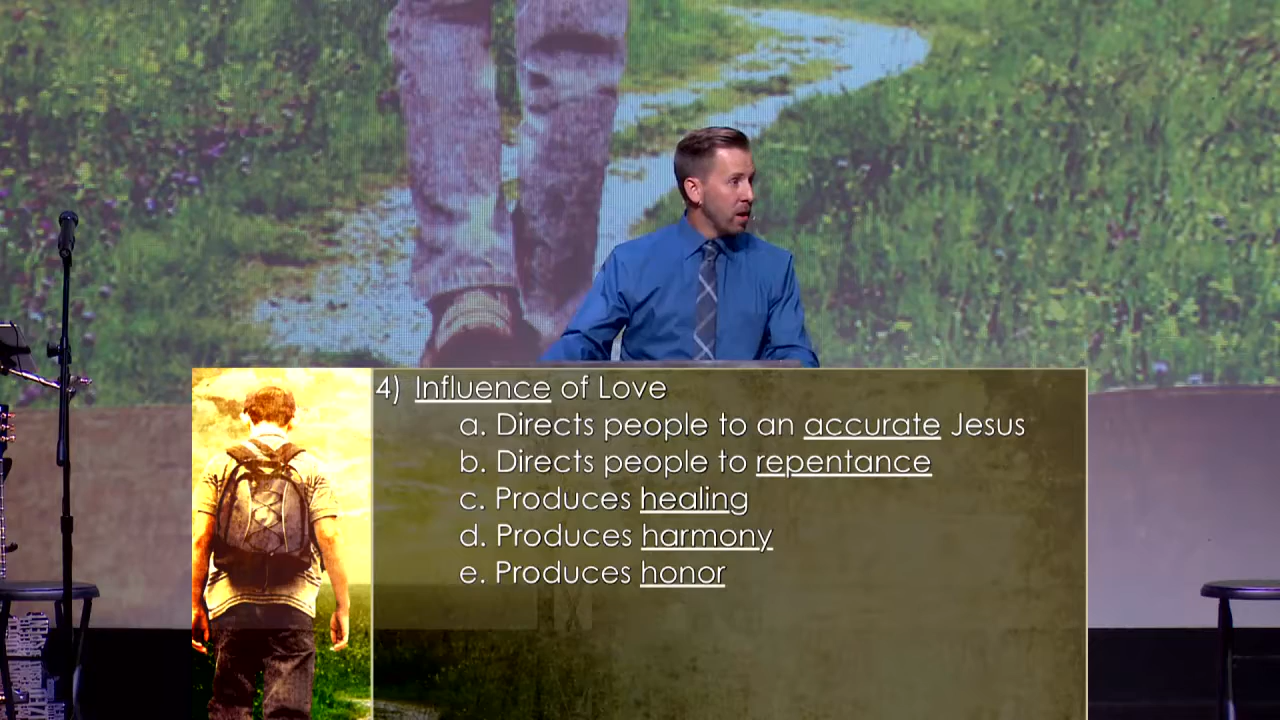 4) Influence of Love
a. Directs people to an accurate Jesus
b. Directs people to repentance
c. Produces healing
d. Produces harmony
e. Produces honor